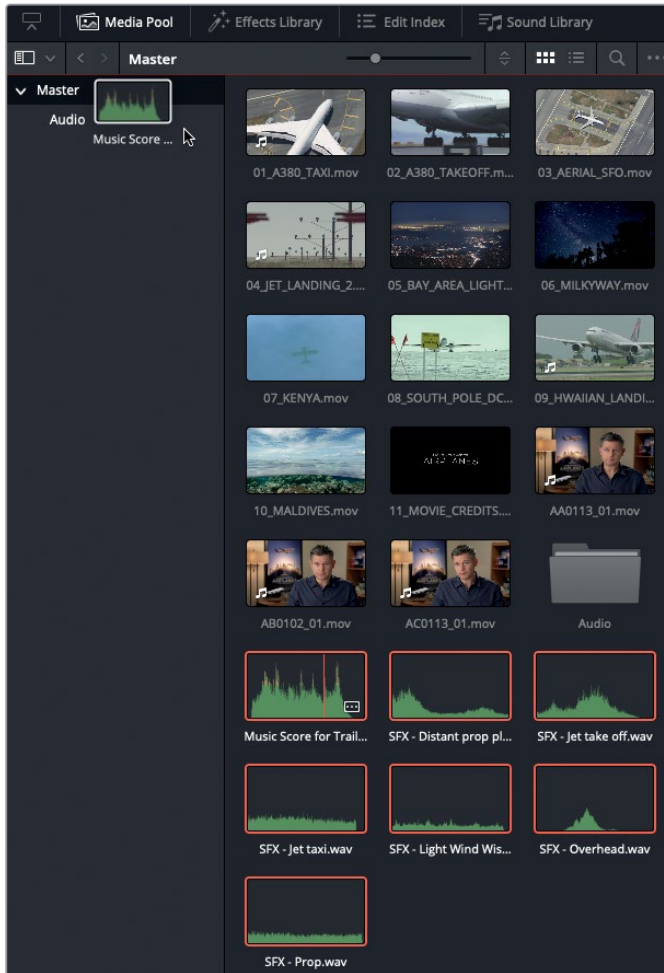 Media Pool Effects Library Edit Index Sound Library
Master
Master
Audio
Music Score ...
01_A380_TAXI.mov 02_A380_TAKEOFF.m... 03_AERIAL_SFO.mov
04_JET_LANDING_2.... 05_BAY_AREA_LIGHT... 06_MILKYWAY.mov
07_KENYA.mov 08_SOUTH_POLE_DC... 09_HWAIIAN_LANDI...
AIRPLANES
10_MALDIVES.mov 11_MOVIE_CREDITS.... AA0113_01.mov
AB0102_01.mov AC0113_01.mov Audio
Music Score for Trail... SFX - Distant prop pl... SFX - Jet take off.wav
SFX - Jet taxi.wav SFX - Light Wind Wis... SFX - Overhead.wav
SFX - Prop.wav